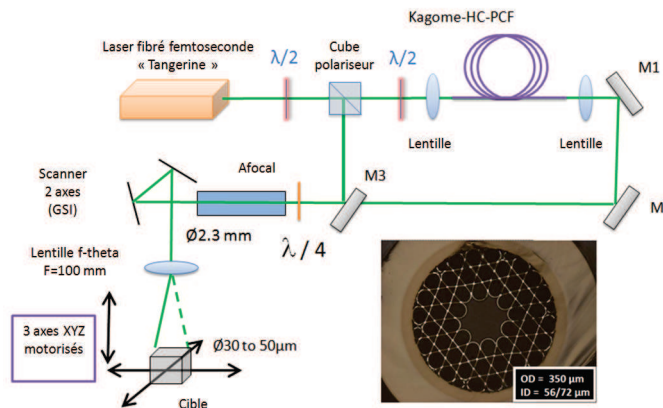 Kagome-HC-PCF
Laser fibré femtoseconde
« Tangerine »
λ/2
Cube
polariseur
λ/2
M1
Lentille
Lentille
Scanner
2 axes
(GSI)
Afocal
M3
M
Ø2.3 mm
λ / 4
Lentille f-theta
F=100 mm
3 axes XYZ
motorisés
Ø30 to 50µm
Cible
OD = 350 µm
ID = 56/72 µm